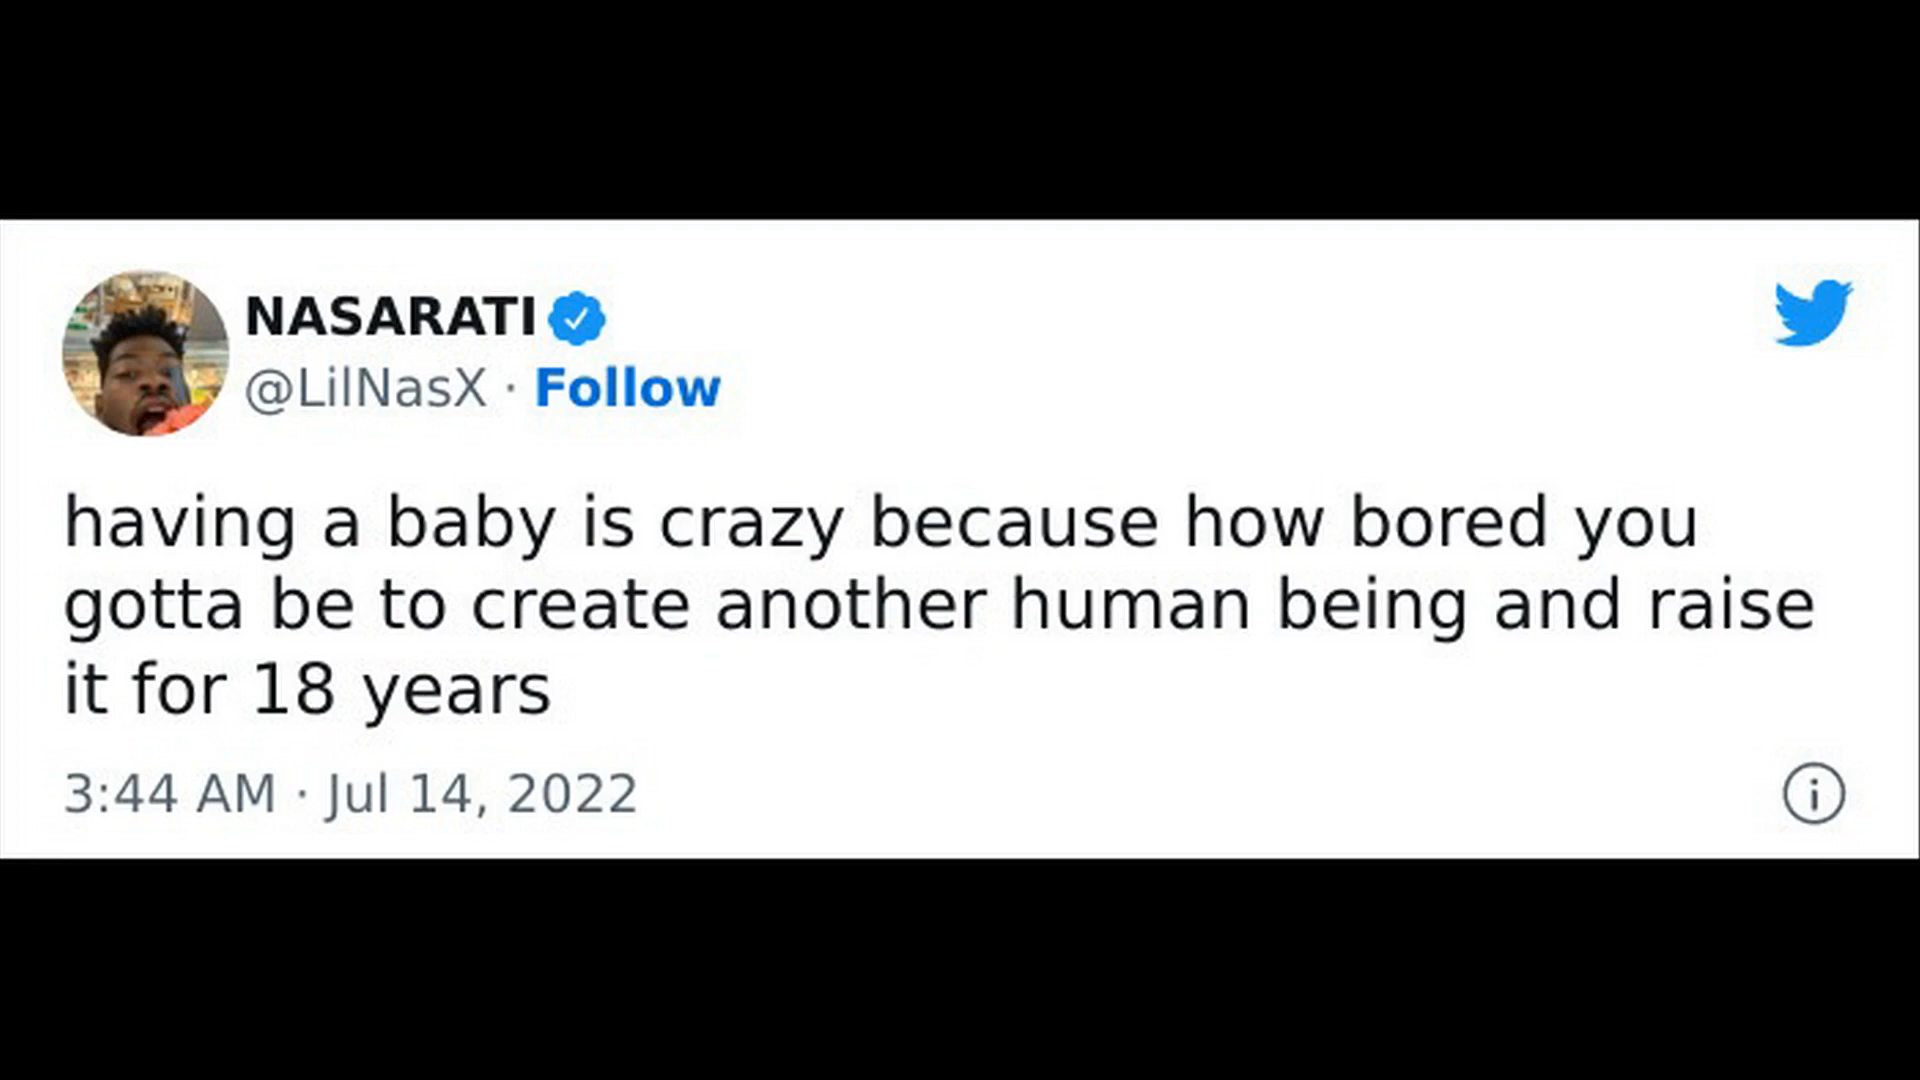 NASARATI
@LilNasX · Follow
having a baby is crazy because how bored you
gotta be to create another human being and raise
it for 18 years
3:44 AM · Jul 14, 2022